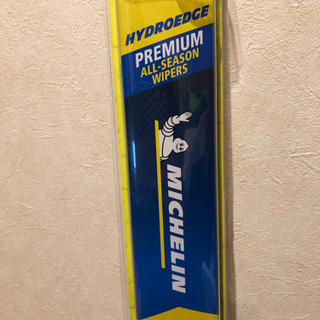 HYDROEDGE
PREMIUM
ALL-SEASON
WIPERS
MICHELIN